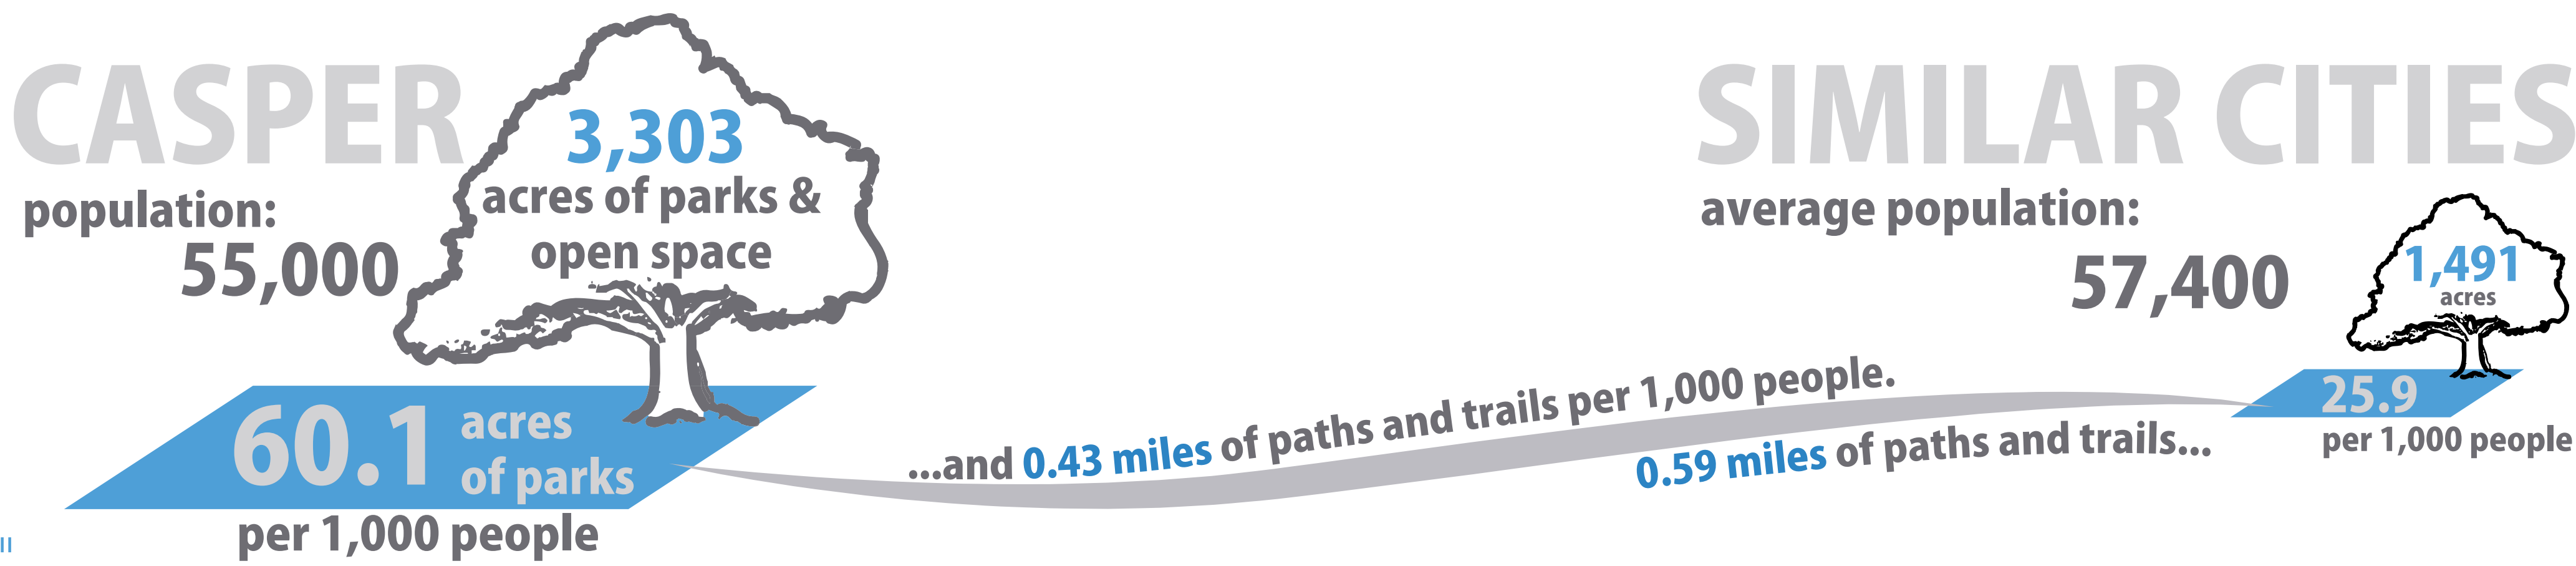 CASPER
population:
55,000
3,303
acres of parks &
open space
60.1 acres
of parks
per 1,000 people
...and 0.43 miles of paths and trails per 1,000 people.
SIMILAR CITIES
average population:
57,400
1,491
acres
0.59 miles of paths and trails...
25.9
per 1,000 people
II